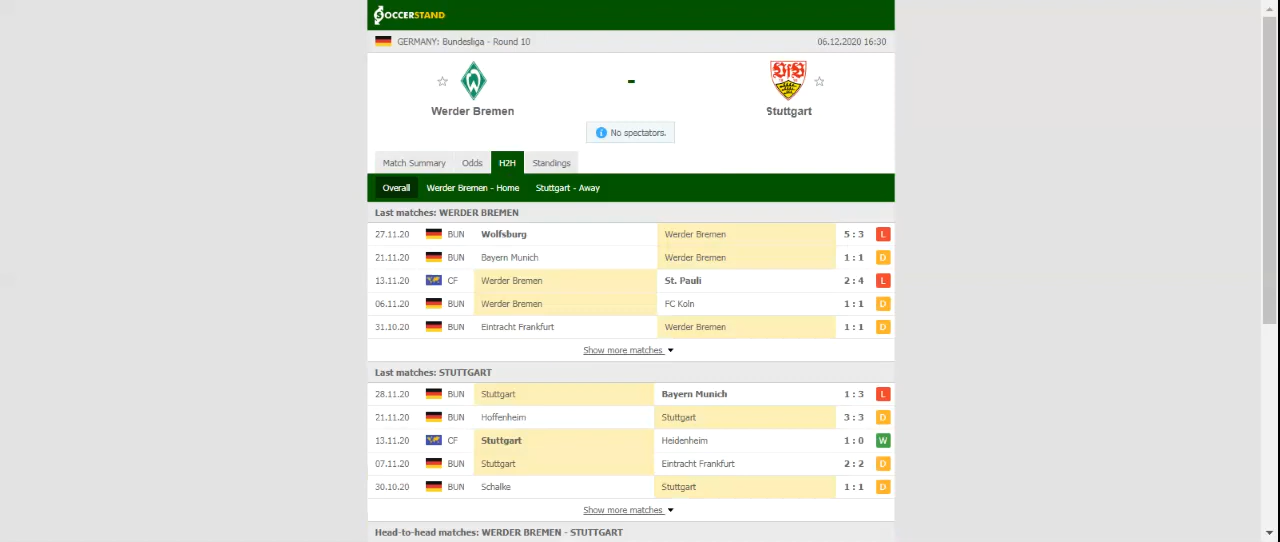 SOCCERSTAND
GERMANY: Bundesliga - Round 10 06.12.2020 16:30
-
Werder Bremen Stuttgart
No spectators.
Match Summary Odds H2H Standings
Overall Werder Bremen - Home Stuttgart - Away
Last matches: WERDER BREMEN
27.11.20 BUN Wolfsburg Werder Bremen 5 : 3 L
21.11.20 BUN Bayern Munich Werder Bremen 1 : 1 D
13.11.20 CF Werder Bremen St. Pauli 2 : 4 L
06.11.20 BUN Werder Bremen FC Koln 1 : 1 D
31.10.20 BUN Eintracht Frankfurt Werder Bremen 1 : 1 D
Show more matches
Last matches: STUTTGART
28.11.20 BUN Stuttgart Bayern Munich 1 : 3 L
21.11.20 BUN Hoffenheim Stuttgart 3 : 3 D
13.11.20 CF Stuttgart Heidenheim 1 : 0 W
07.11.20 BUN Stuttgart Eintracht Frankfurt 2 : 2 D
30.10.20 BUN Schalke Stuttgart 1 : 1 D
Show more matches
Head-to-head matches: WERDER BREMEN - STUTTGART